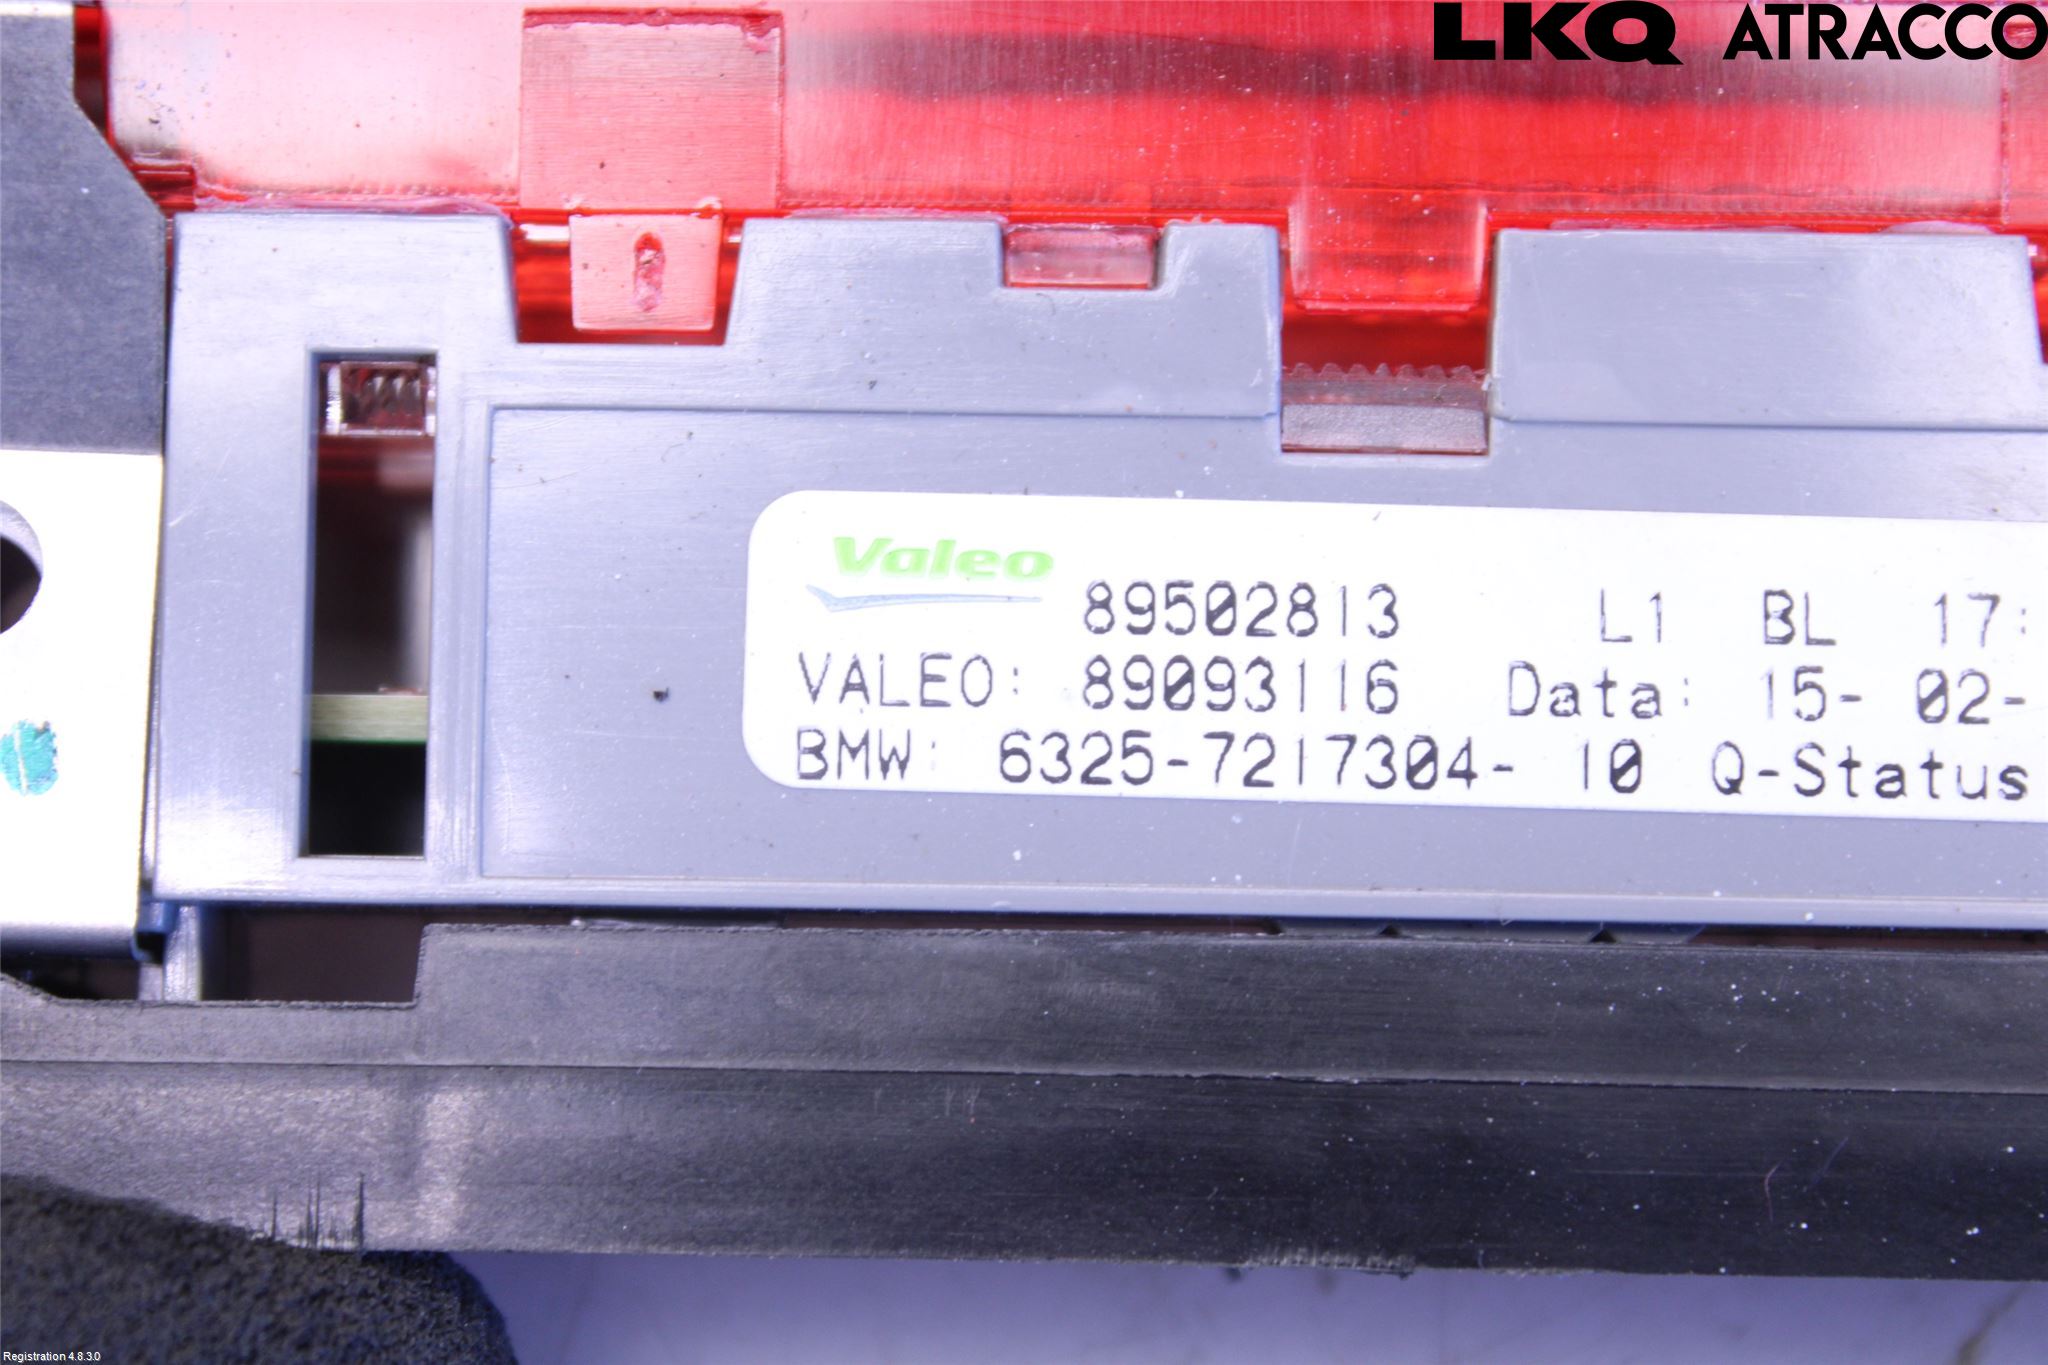 LKQ ATRACCO
Valeo
89502813 L1 BL 17:
VALEO: 89093116 Data: 15- 02-
BMW: 6325-7217304- 10 Q-Status
Registration 4.8.3.0